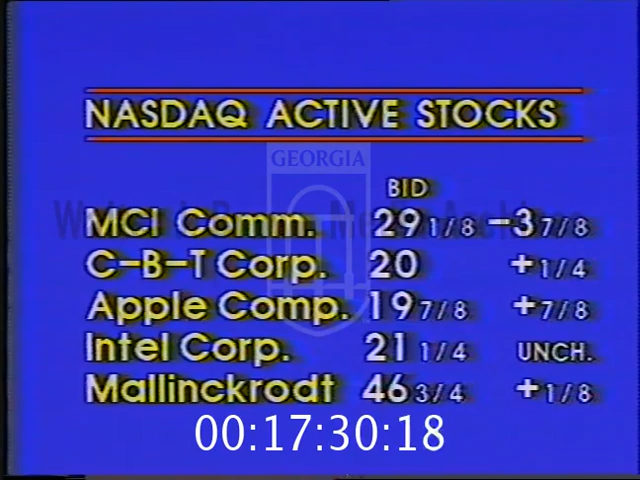 NASDAQ ACTIVE STOCKS
GEORGIA
BID
MCI Comm. 29 1/8 -3 7/8
C-B-T Corp. 20 +1/4
Apple Comp. 19 7/8 +7/8
Intel Corp. 21 1/4 UNCH.
Mallinckrodt 46 3/4 +1/8
00:17:30:18